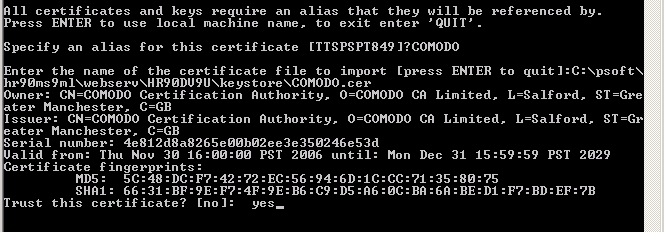 All certificates and keys require an alias that they will be referenced by.
Press ENTER to use local machine name, to exit enter 'QUIT'.
Specify an alias for this certificate [TTSPSPT849]?COMODO
Enter the name of the certificate file to import [press ENTER to quit]:C:\psoft\
hr90ms9ml\webserv\HR90DV9U\keystore\COMODO.cer
Owner: CN=COMODO Certification Authority, O=COMODO CA Limited, L=Salford, ST=Gre
ater Manchester, C=GB
Issuer: CN=COMODO Certification Authority, O=COMODO CA Limited, L=Salford, ST=Gr
eater Manchester, C=GB
Serial number: 4e812d8a8265e00b02ee3e350246e53d
Valid from: Thu Nov 30 16:00:00 PST 2006 until: Mon Dec 31 15:59:59 PST 2029
Certificate fingerprints:
MD5: 5C:48:DC:F7:42:72:EC:56:94:6D:1C:CC:71:35:80:75
SHA1: 66:31:BF:9E:F7:4F:9E:B6:C9:D5:A6:0C:BA:6A:BE:D1:F7:BD:EF:7B
Trust this certificate? [no]: yes_